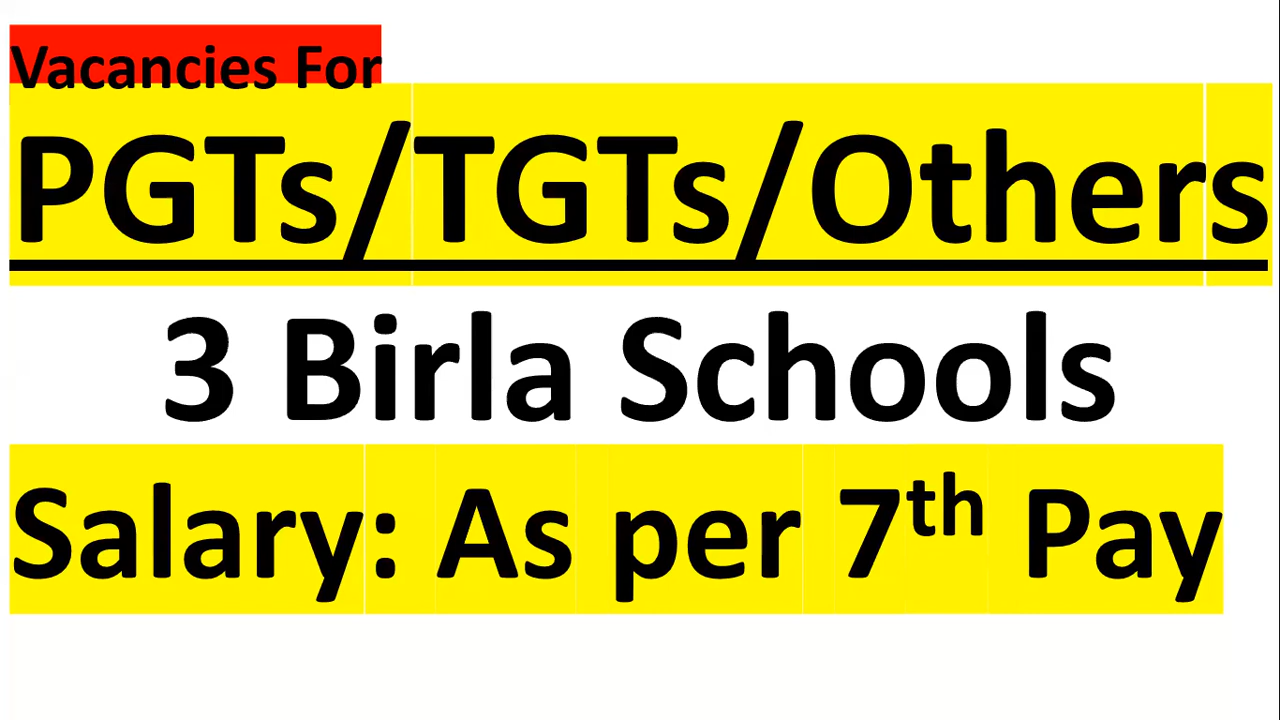 Vacancies For
PGTs/TGTs/Others
3 Birla Schools
Salary: As per 7th Pay